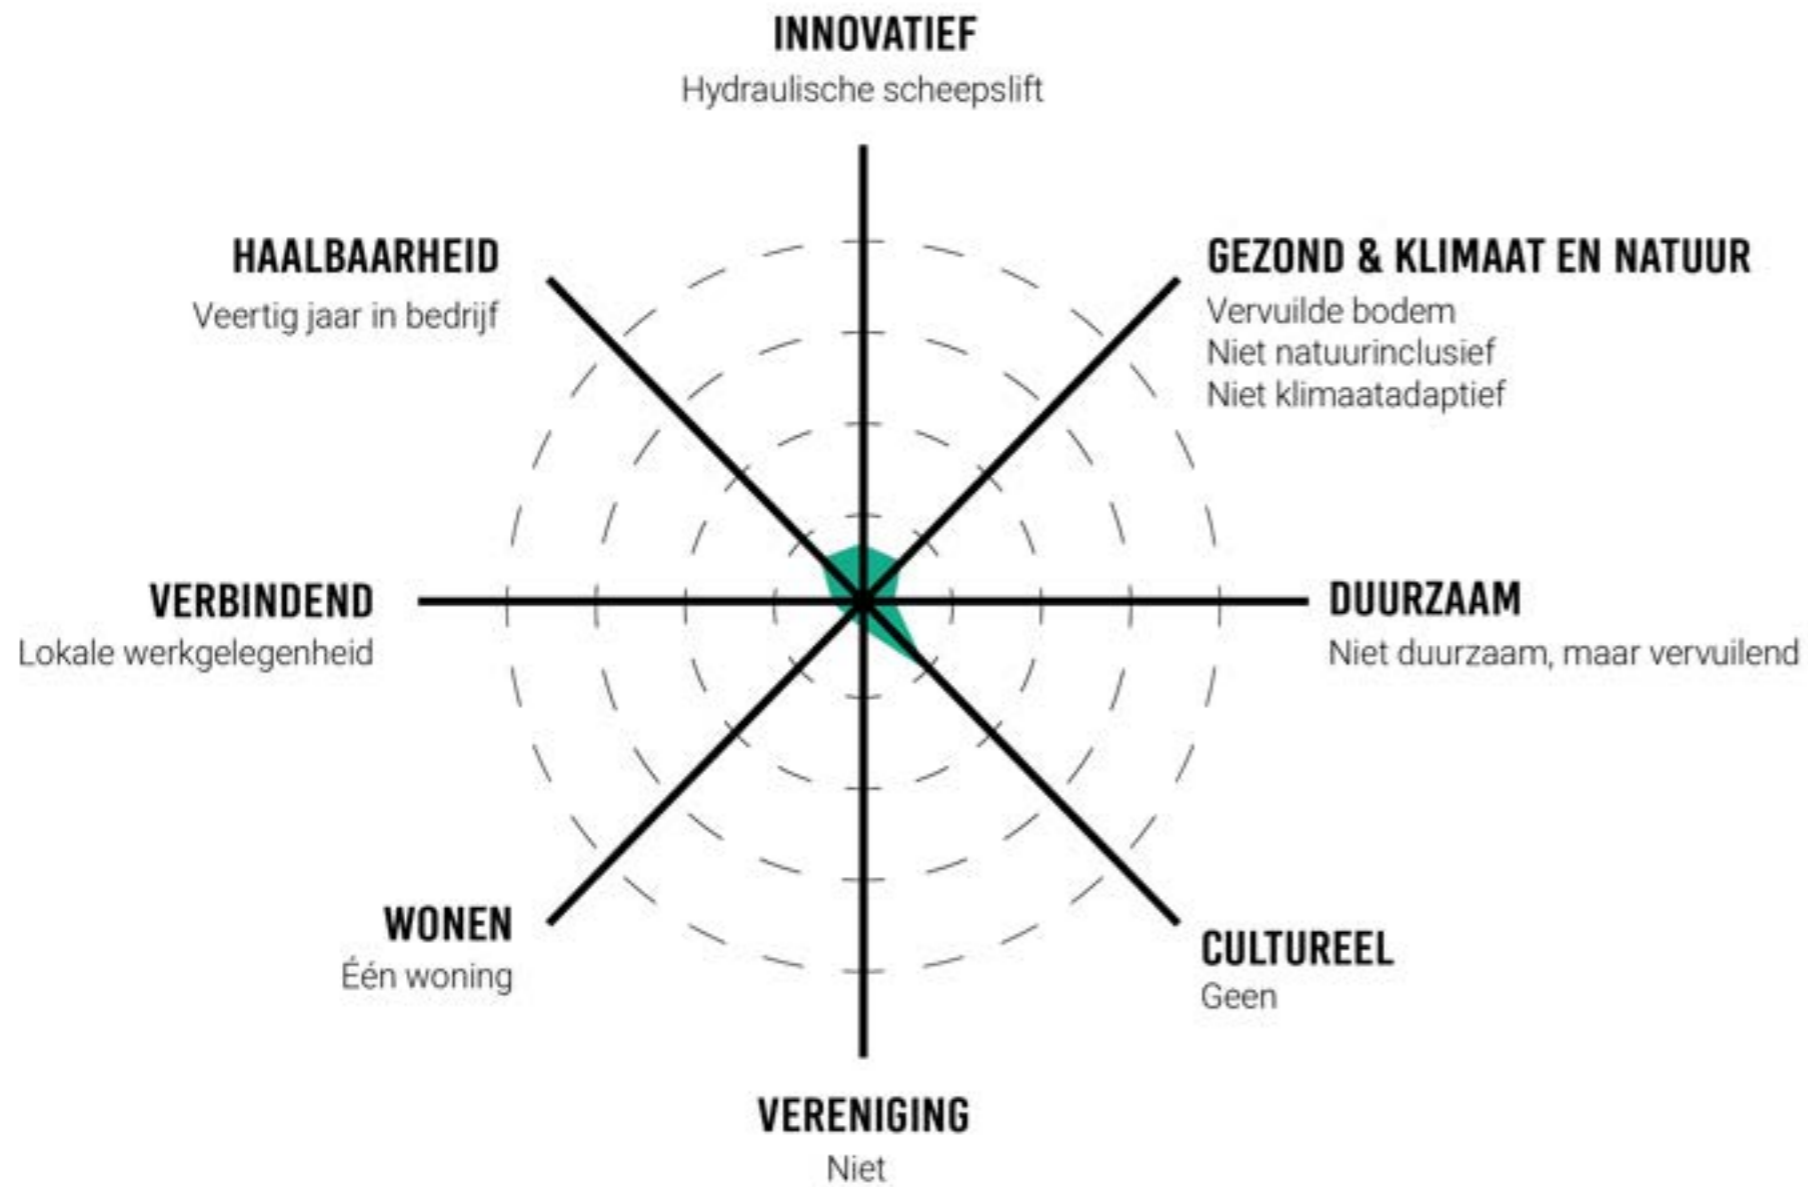 INNOVATIEF
Hydraulische scheepslift
HAALBAARHEID
Veertig jaar in bedrijf
GEZOND & KLIMAAT EN NATUUR
Vervuilde bodem
Niet natuurinclusief
Niet klimaatadaptief
VERBINDEND
Lokale werkgelegenheid
DUURZAAM
Niet duurzaam, maar vervuilend
WONEN
Één woning
CULTUREEL
Geen
VERENIGING
Niet